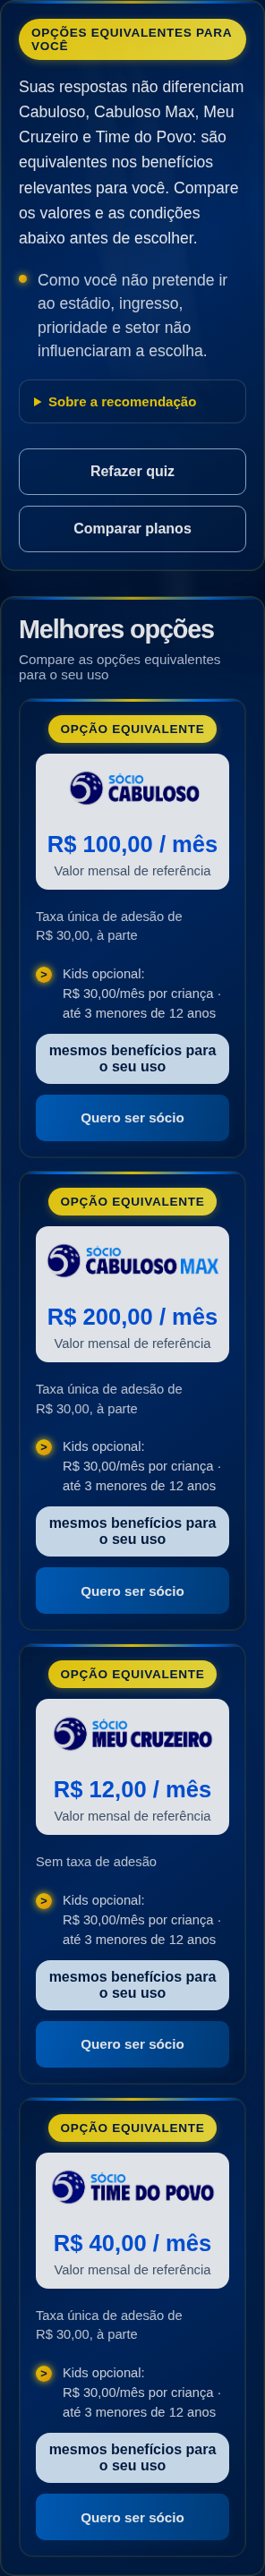 OPÇÕES EQUIVALENTES PARA
VOCÊ
Suas respostas não diferenciam
Cabuloso, Cabuloso Max, Meu
Cruzeiro e Time do Povo: são
equivalentes nos benefícios
relevantes para você. Compare
os valores e as condições
abaixo antes de escolher.
Como você não pretende ir
ao estádio, ingresso,
prioridade e setor não
influenciaram a escolha.
Sobre a recomendação
Refazer quiz
Comparar planos
Melhores opções
Compare as opções equivalentes
para o seu uso
OPÇÃO EQUIVALENTE
SÓCIO
CABULOSO
R$ 100,00 / mês
Valor mensal de referência
Taxa única de adesão de
R$ 30,00, à parte
> Kids opcional:
R$ 30,00/mês por criança ·
até 3 menores de 12 anos
mesmos benefícios para
o seu uso
Quero ser sócio
OPÇÃO EQUIVALENTE
SÓCIO
CABULOSO MAX
R$ 200,00 / mês
Valor mensal de referência
Taxa única de adesão de
R$ 30,00, à parte
> Kids opcional:
R$ 30,00/mês por criança ·
até 3 menores de 12 anos
mesmos benefícios para
o seu uso
Quero ser sócio
OPÇÃO EQUIVALENTE
SÓCIO
MEU CRUZEIRO
R$ 12,00 / mês
Valor mensal de referência
Sem taxa de adesão
> Kids opcional:
R$ 30,00/mês por criança ·
até 3 menores de 12 anos
mesmos benefícios para
o seu uso
Quero ser sócio
OPÇÃO EQUIVALENTE
SÓCIO
TIME DO POVO
R$ 40,00 / mês
Valor mensal de referência
Taxa única de adesão de
R$ 30,00, à parte
> Kids opcional:
R$ 30,00/mês por criança ·
até 3 menores de 12 anos
mesmos benefícios para
o seu uso
Quero ser sócio